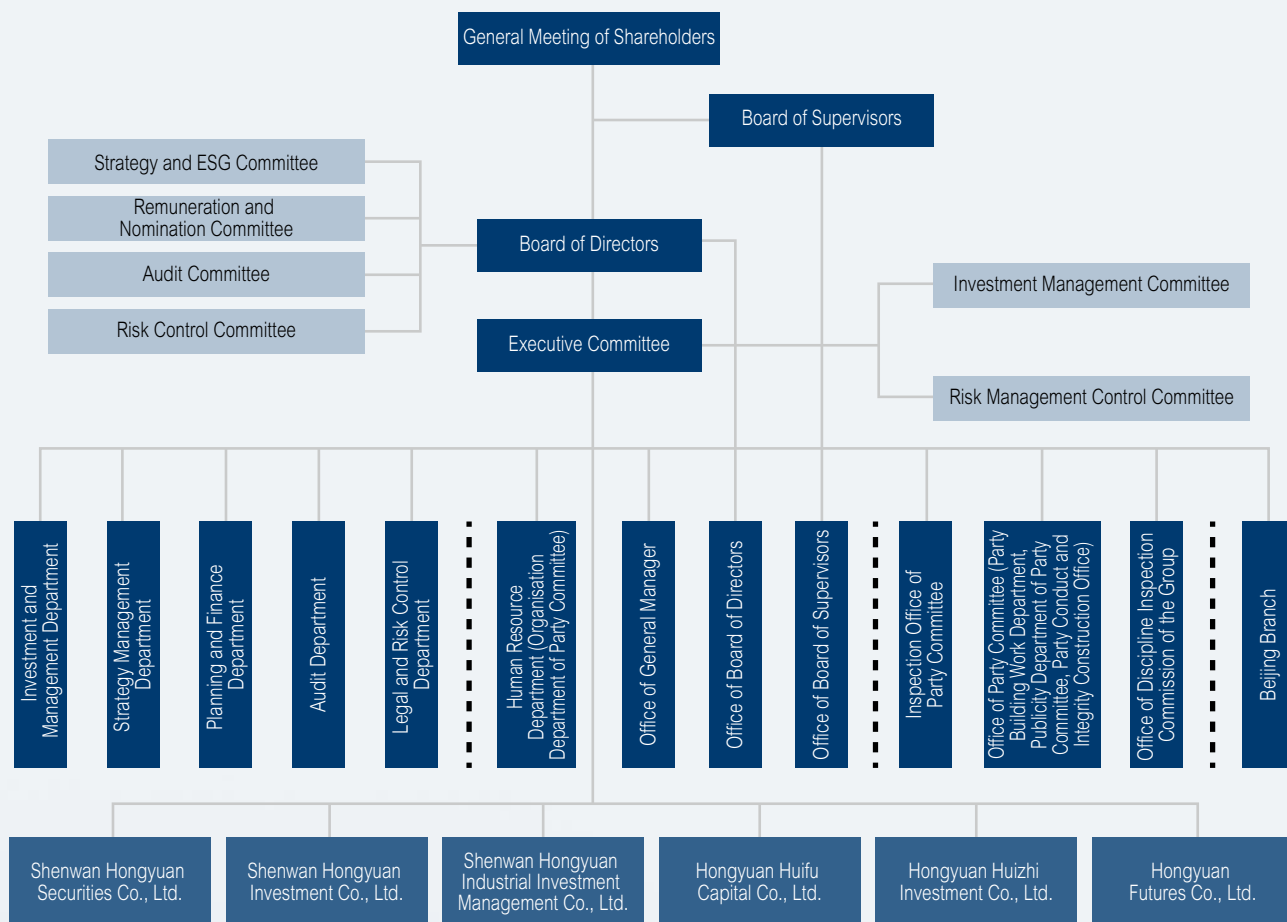 General Meeting of Shareholders
Board of Supervisors
Strategy and ESG Committee
Remuneration and
Nomination Committee
Audit Committee
Risk Control Committee
Board of Directors
Executive Committee
Investment Management Committee
Risk Management Control Committee
Investment and
Management Department
Strategy Management
Department
Planning and Finance
Department
Audit Department
Legal and Risk Control
Department
Human Resource
Department (Organisation
Department of Party Committee)
Office of General Manager
Office of Board of Directors
Office of Board of Supervisors
Inspection Office of
Party Committee
Office of Party Committee (Party
Building Work Department,
Publicity Department of Party
Committee, Party Conduct and
Integrity Construction Office)
Office of Discipline Inspection
Commission of the Group
Beijing Branch
Shenwan Hongyuan
Securities Co., Ltd.
Shenwan Hongyuan
Investment Co., Ltd.
Shenwan Hongyuan
Industrial Investment
Management Co., Ltd.
Hongyuan Huifu
Capital Co., Ltd.
Hongyuan Huizhi
Investment Co., Ltd.
Hongyuan
Futures Co., Ltd.